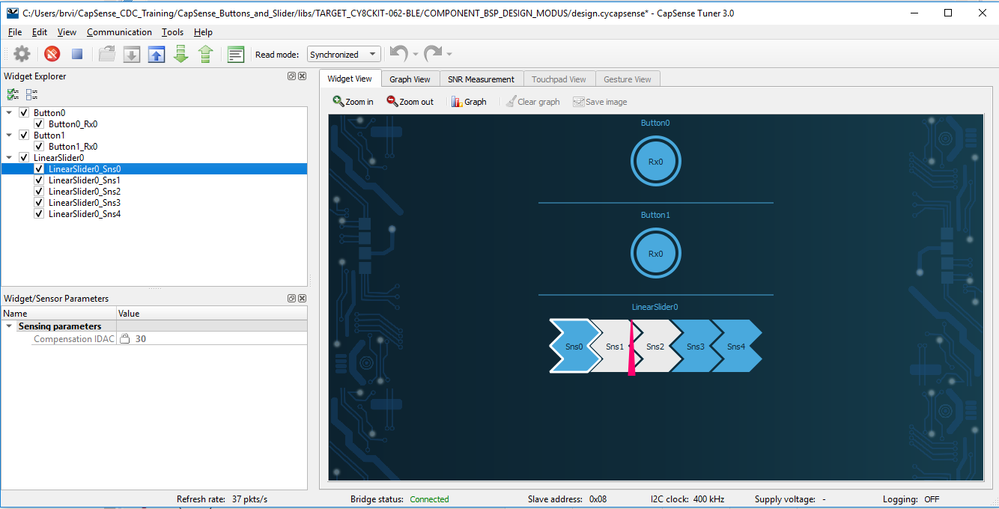 C:/Users/brvi/CapSense_CDC_Training/CapSense_Buttons_and_Slider/libs/TARGET_CY8CKIT-062-BLE/COMPONENT_BSP_DESIGN_MODUS/design.cycapsense* - CapSense Tuner 3.0
File Edit View Communication Tools Help
Read mode: Synchronized
Widget Explorer
Button0
Button0_Rx0
Button1
Button1_Rx0
LinearSlider0
LinearSlider0_Sns0
LinearSlider0_Sns1
LinearSlider0_Sns2
LinearSlider0_Sns3
LinearSlider0_Sns4
Widget/Sensor Parameters
Name Value
Sensing parameters
Compensation IDAC 30
Widget View Graph View SNR Measurement Touchpad View Gesture View
Zoom in Zoom out Graph Clear graph Save image
Button0
Rx0
Button1
Rx0
LinearSlider0
Sns0 Sns1 Sns2 Sns3 Sns4
Refresh rate: 37 pkts/s Bridge status: Connected Slave address: 0x08 I2C clock: 400 kHz Supply voltage: - Logging: OFF